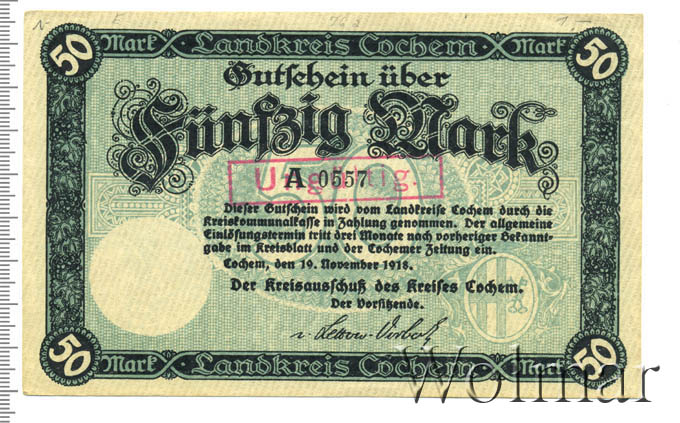 50 Mark Landkreis Cochem Mark 50
Gutschein über
Fünfzig Mark
Ungültig.
A 0557
Dieser Gutschein wird vom Landkreise Cochem durch die
Kreiskommunalkasse in Zahlung genommen. Der allgemeine
Einlösungstermin tritt drei Monate nach vorheriger Bekannt-
gabe im Kreisblatt und der Cochemer Zeitung ein.
Cochem, den 19. November 1918.
Der Kreisausschuß des Kreises Cochem.
Der Vorsitzende.
v. Lettow-Vorbeck
50 Mark Landkreis Cochem Mark 50
Wolmar